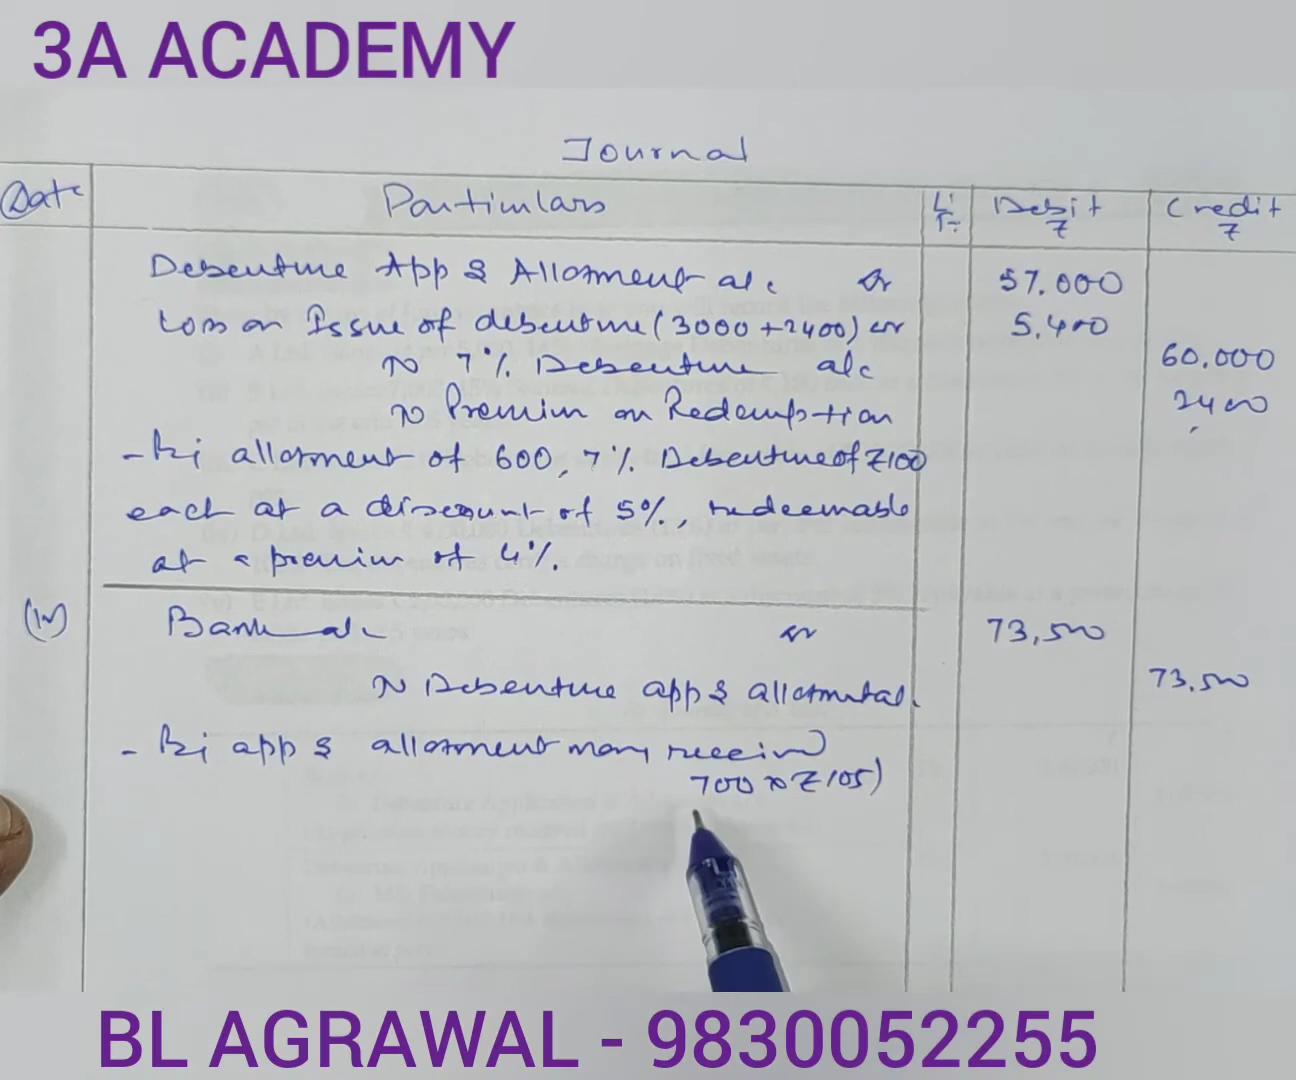 3A ACADEMY
Journal
Date Particulars L.F. Debit ₹ Credit ₹
Debenture App & Allotment a/c Dr 57,000
Loss on Issue of debenture (3000 + 2400) Dr 5,400
To 7% Debenture a/c 60,000
To Premium on Redemption 2400
- Bg allotment of 600, 7% Debenture of ₹100
each at a discount of 5%, redeemable
at a premium of 4%.
(iv) Bank a/c Dr 73,500
To Debenture app & allotment a/c. 73,500
- Bg app & allotment money received
700 x ₹105)
BL AGRAWAL - 9830052255